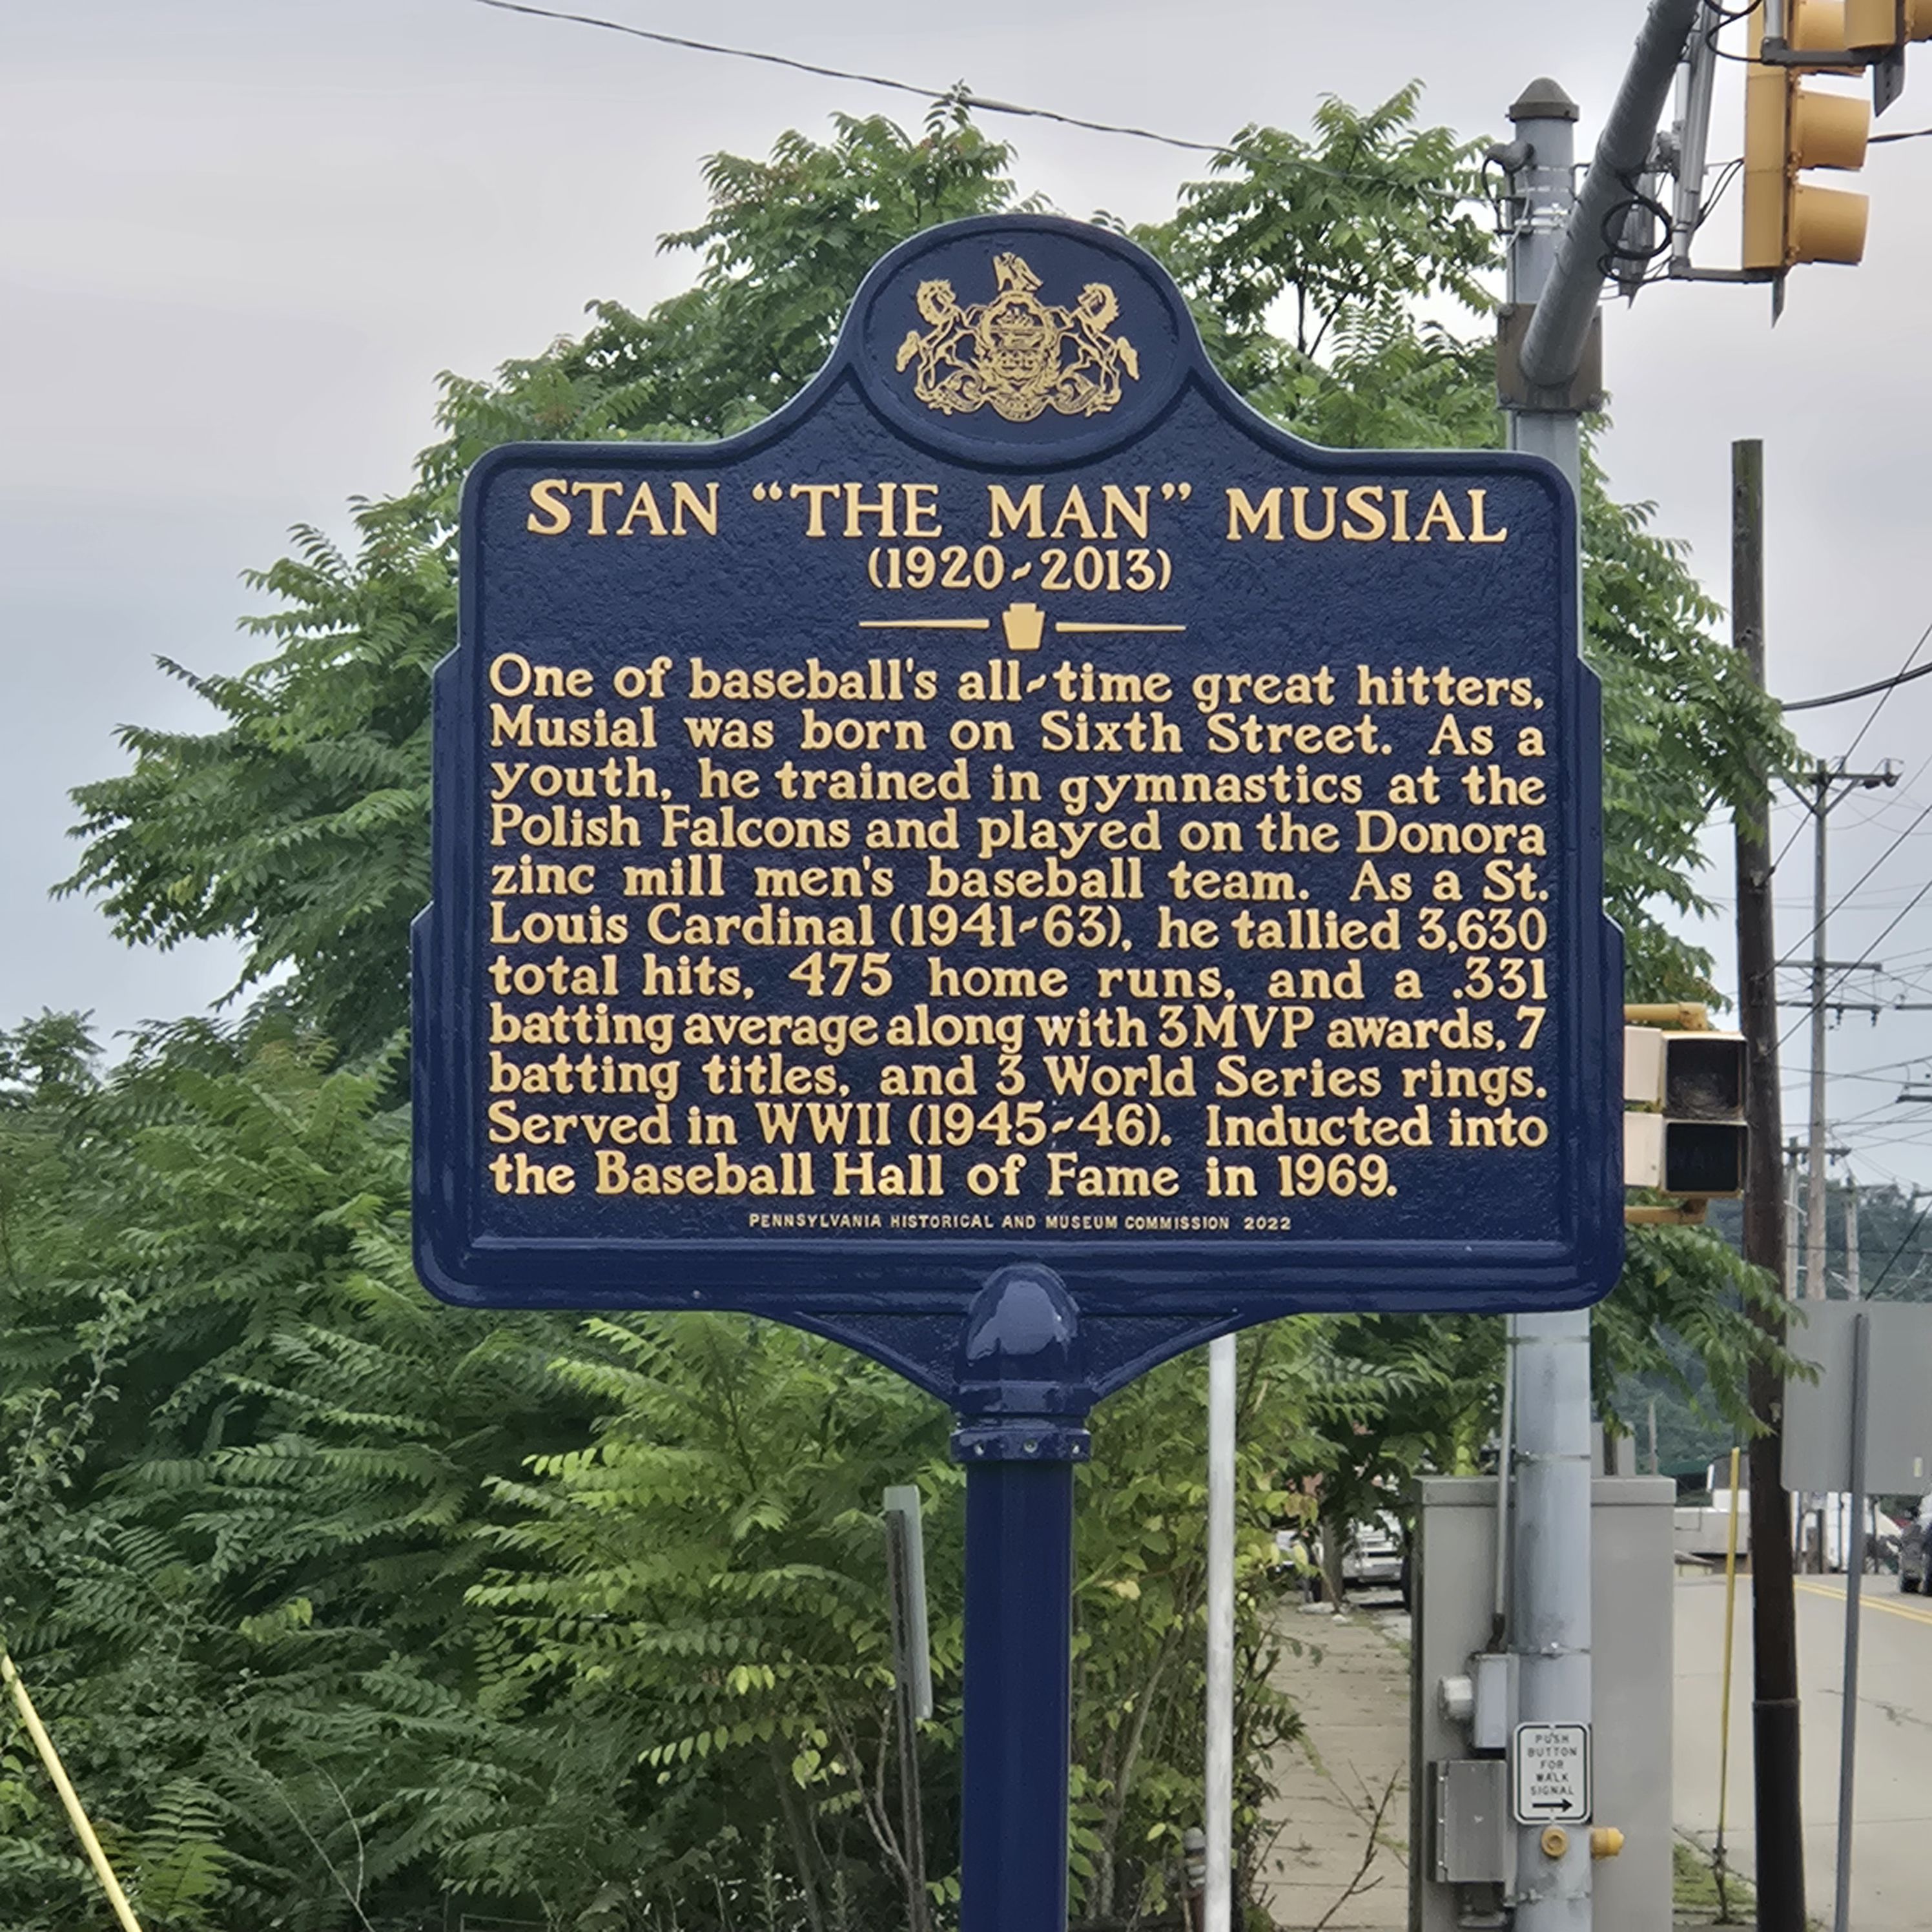 STAN “THE MAN” MUSIAL
(1920-2013)
One of baseball's all-time great hitters,
Musial was born on Sixth Street. As a
youth, he trained in gymnastics at the
Polish Falcons and played on the Donora
zinc mill men's baseball team. As a St.
Louis Cardinal (1941-63), he tallied 3,630
total hits, 475 home runs, and a .331
batting average along with 3 MVP awards, 7
batting titles, and 3 World Series rings.
Served in WWII (1945-46). Inducted into
the Baseball Hall of Fame in 1969.
PENNSYLVANIA HISTORICAL AND MUSEUM COMMISSION 2022
PUSH
BUTTON
FOR
WALK
SIGNAL